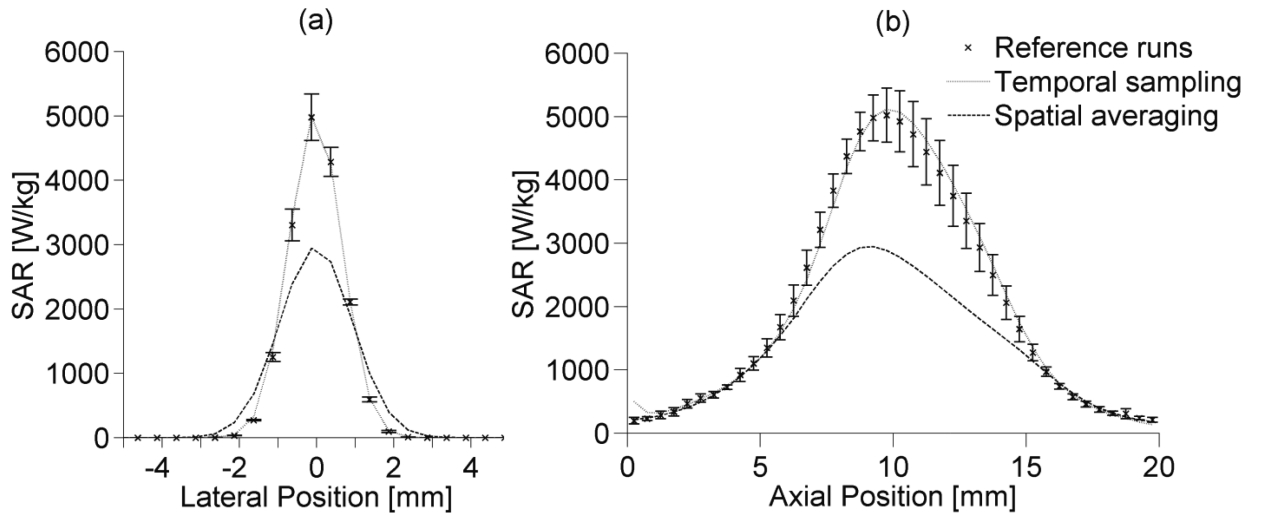 (a)
(b)
Reference runs
Temporal sampling
Spatial averaging
SAR [W/kg]
6000
5000
4000
3000
2000
1000
0
-4 -2 0 2 4
Lateral Position [mm]
SAR [W/kg]
6000
5000
4000
3000
2000
1000
0
0 5 10 15 20
Axial Position [mm]